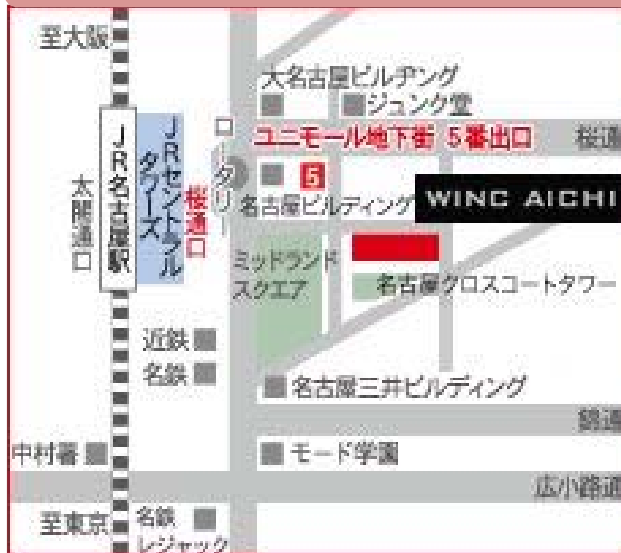 至大阪
大名古屋ビルヂング
ジュンク堂
ユニモール地下街 5番出口
桜通
JR名古屋駅
JRセントラル
タワーズ
桜通口
ロータリー
太閤通口
5
名古屋ビルディング
WINC AICHI
ミッドランド
スクエア
名古屋クロスコートタワー
近鉄
名鉄
名古屋三井ビルディング
錦通
中村署
モード学園
広小路通
至東京
名鉄
レジャック